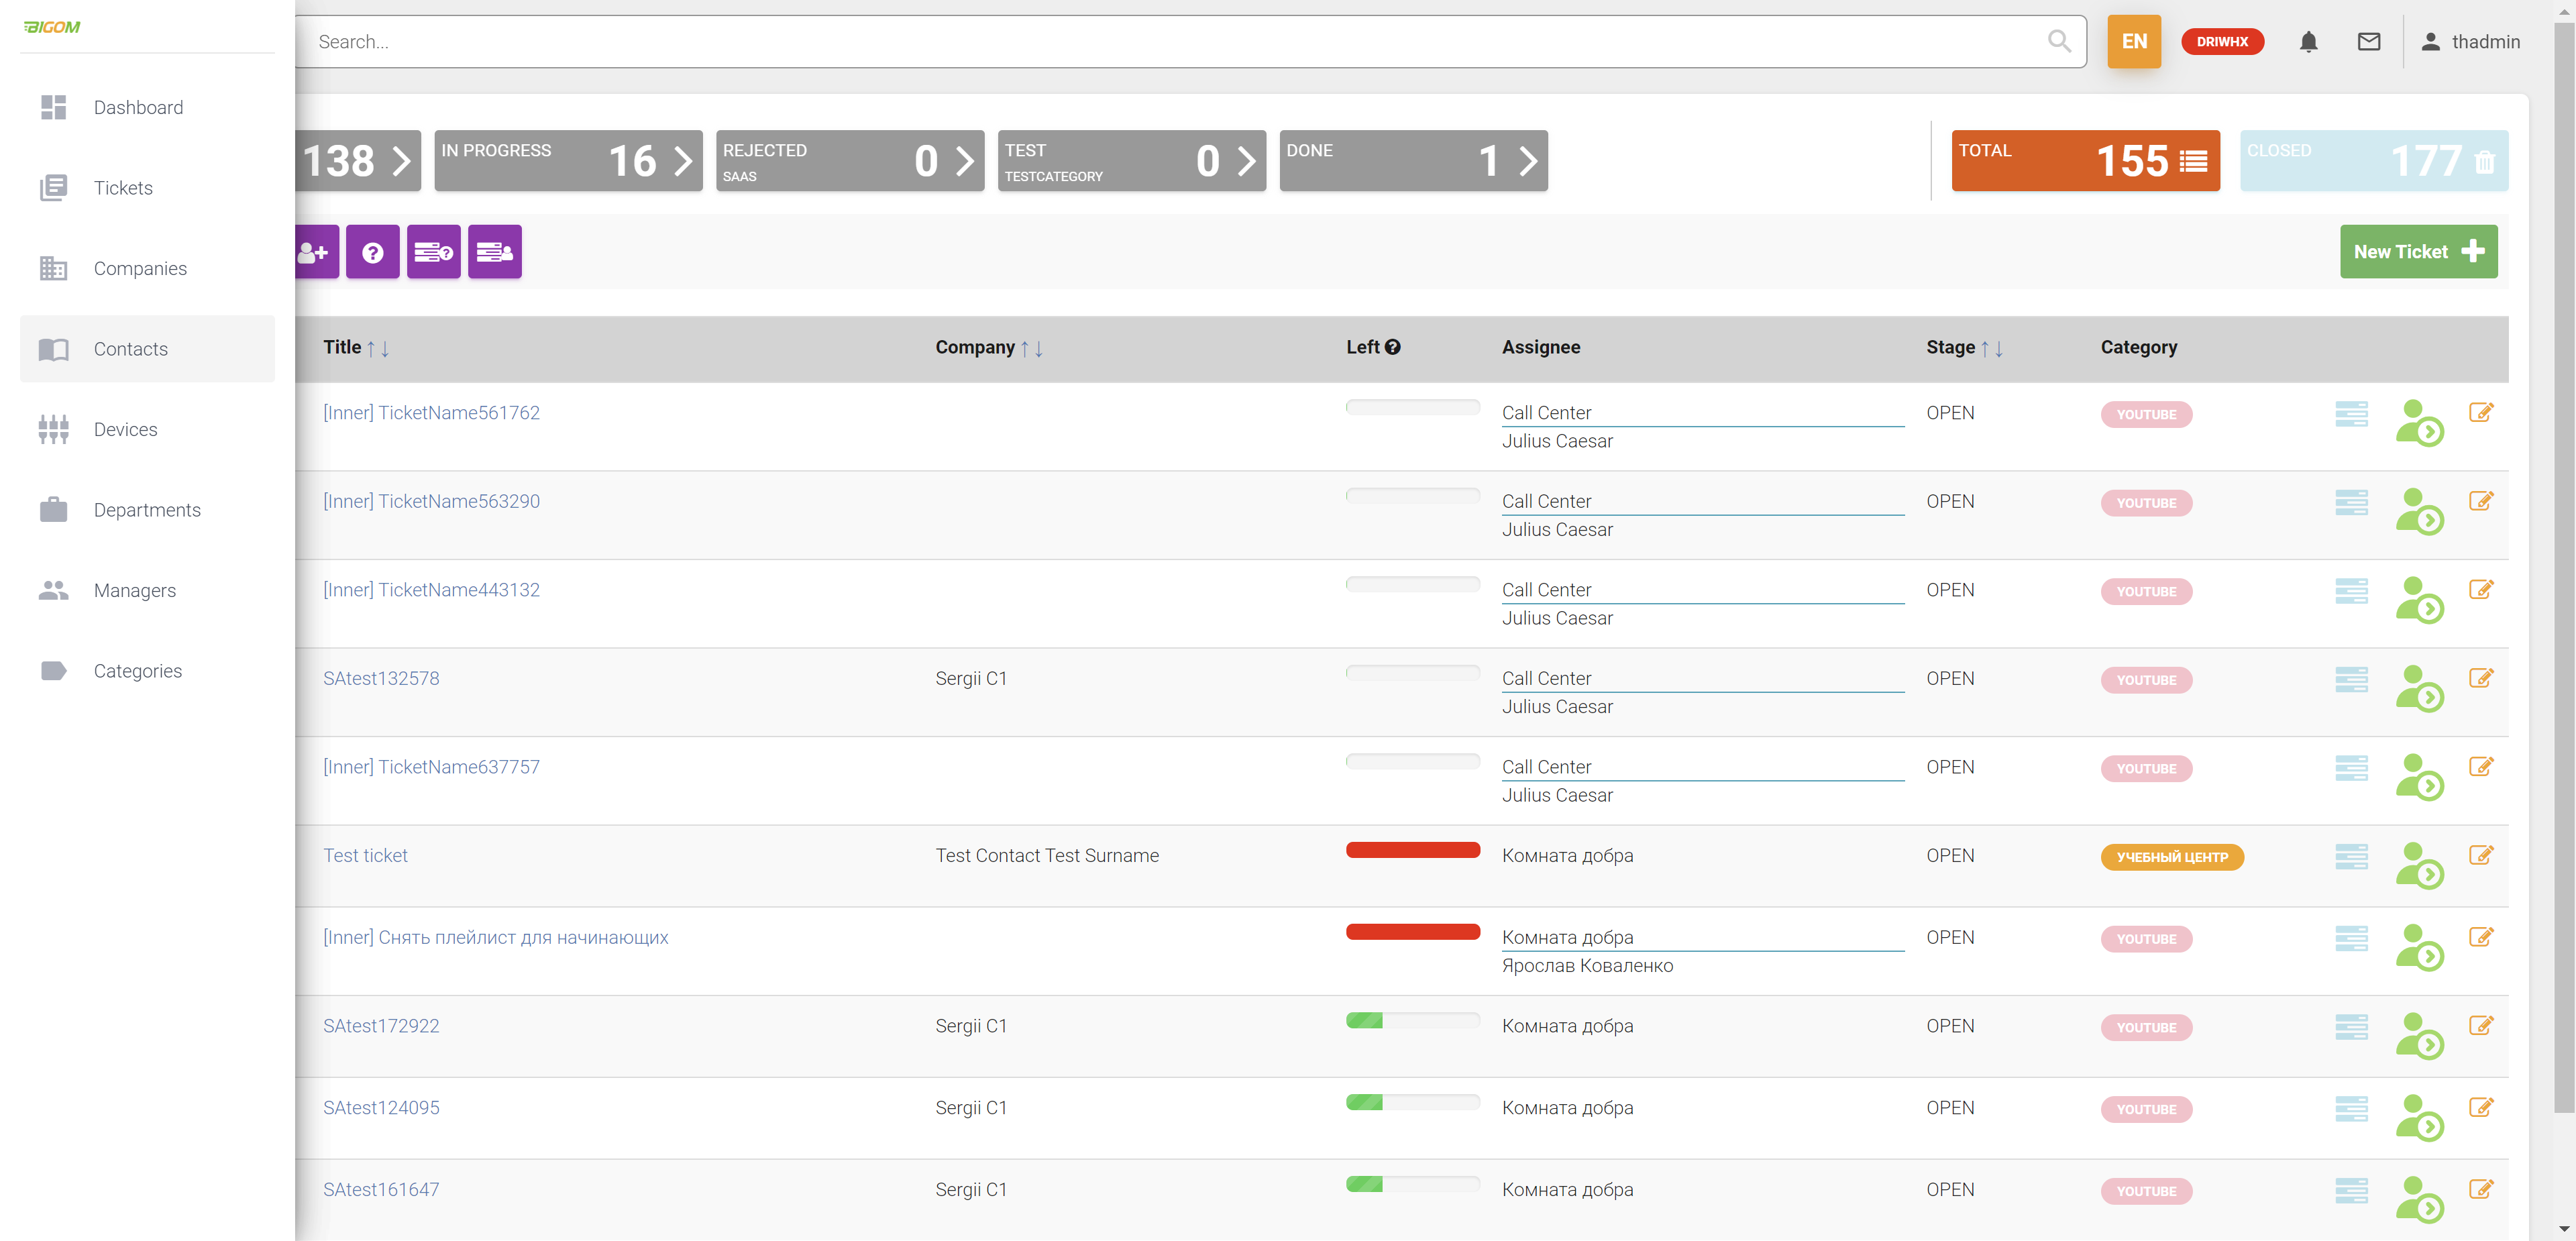 BIGOM
Search...
EN
DRIWHX
thadmin
Dashboard
Tickets
Companies
Contacts
Devices
Departments
Managers
Categories
138
IN PROGRESS 16
REJECTED 0
SAAS
TEST 0
TESTCATEGORY
DONE 1
TOTAL 155
CLOSED 177
New Ticket
Title Company Left Assignee Stage Category
[Inner] TicketName561762 Call Center OPEN YOUTUBE
Julius Caesar
[Inner] TicketName563290 Call Center OPEN YOUTUBE
Julius Caesar
[Inner] TicketName443132 Call Center OPEN YOUTUBE
Julius Caesar
SAtest132578 Sergii C1 Call Center OPEN YOUTUBE
Julius Caesar
[Inner] TicketName637757 Call Center OPEN YOUTUBE
Julius Caesar
Test ticket Test Contact Test Surname Комната добра OPEN УЧЕБНЫЙ ЦЕНТР
[Inner] Снять плейлист для начинающих Комната добра OPEN YOUTUBE
Ярослав Коваленко
SAtest172922 Sergii C1 Комната добра OPEN YOUTUBE
SAtest124095 Sergii C1 Комната добра OPEN YOUTUBE
SAtest161647 Sergii C1 Комната добра OPEN YOUTUBE